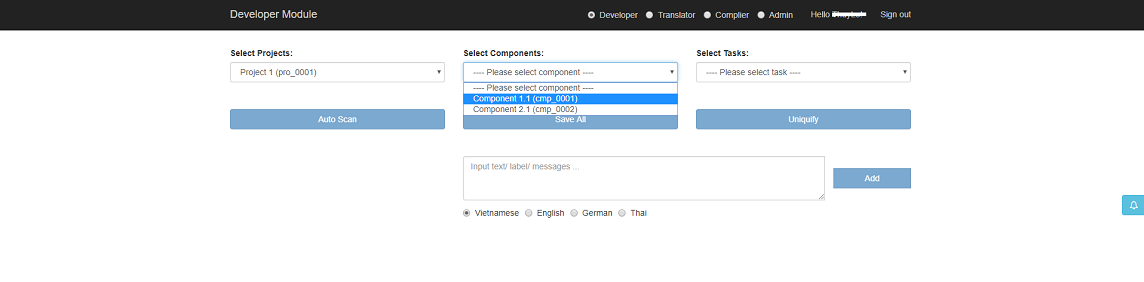 Developer Module Developer Translator Complier Admin Hello Sign out
Select Projects: Select Components: Select Tasks:
Project 1 (pro_0001) ---- Please select component ---- ---- Please select task ----
---- Please select component ----
Component 1.1 (cmp_0001)
Component 2.1 (cmp_0002)
Auto Scan Save All Uniquify
Input text/ label/ messages ...
Add
Vietnamese English German Thai